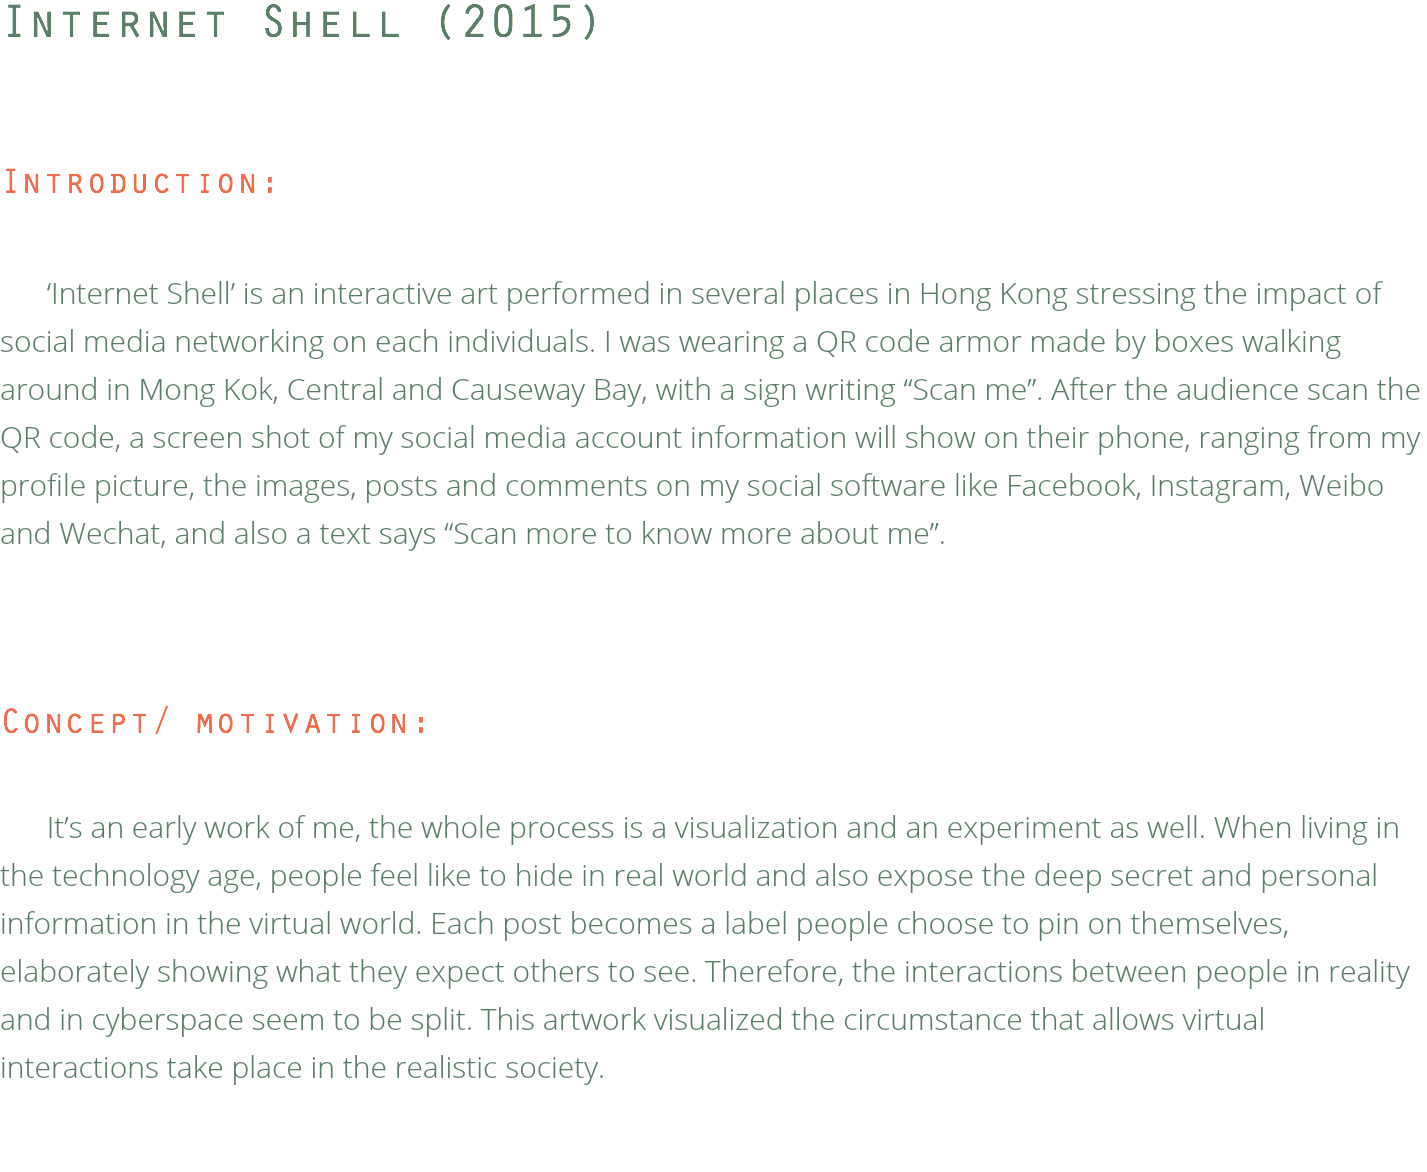 Internet Shell (2015)
Introduction:
‘Internet Shell’ is an interactive art performed in several places in Hong Kong stressing the impact of
social media networking on each individuals. I was wearing a QR code armor made by boxes walking
around in Mong Kok, Central and Causeway Bay, with a sign writing “Scan me”. After the audience scan the
QR code, a screen shot of my social media account information will show on their phone, ranging from my
profile picture, the images, posts and comments on my social software like Facebook, Instagram, Weibo
and Wechat, and also a text says “Scan more to know more about me”.
Concept/ motivation:
It’s an early work of me, the whole process is a visualization and an experiment as well. When living in
the technology age, people feel like to hide in real world and also expose the deep secret and personal
information in the virtual world. Each post becomes a label people choose to pin on themselves,
elaborately showing what they expect others to see. Therefore, the interactions between people in reality
and in cyberspace seem to be split. This artwork visualized the circumstance that allows virtual
interactions take place in the realistic society.